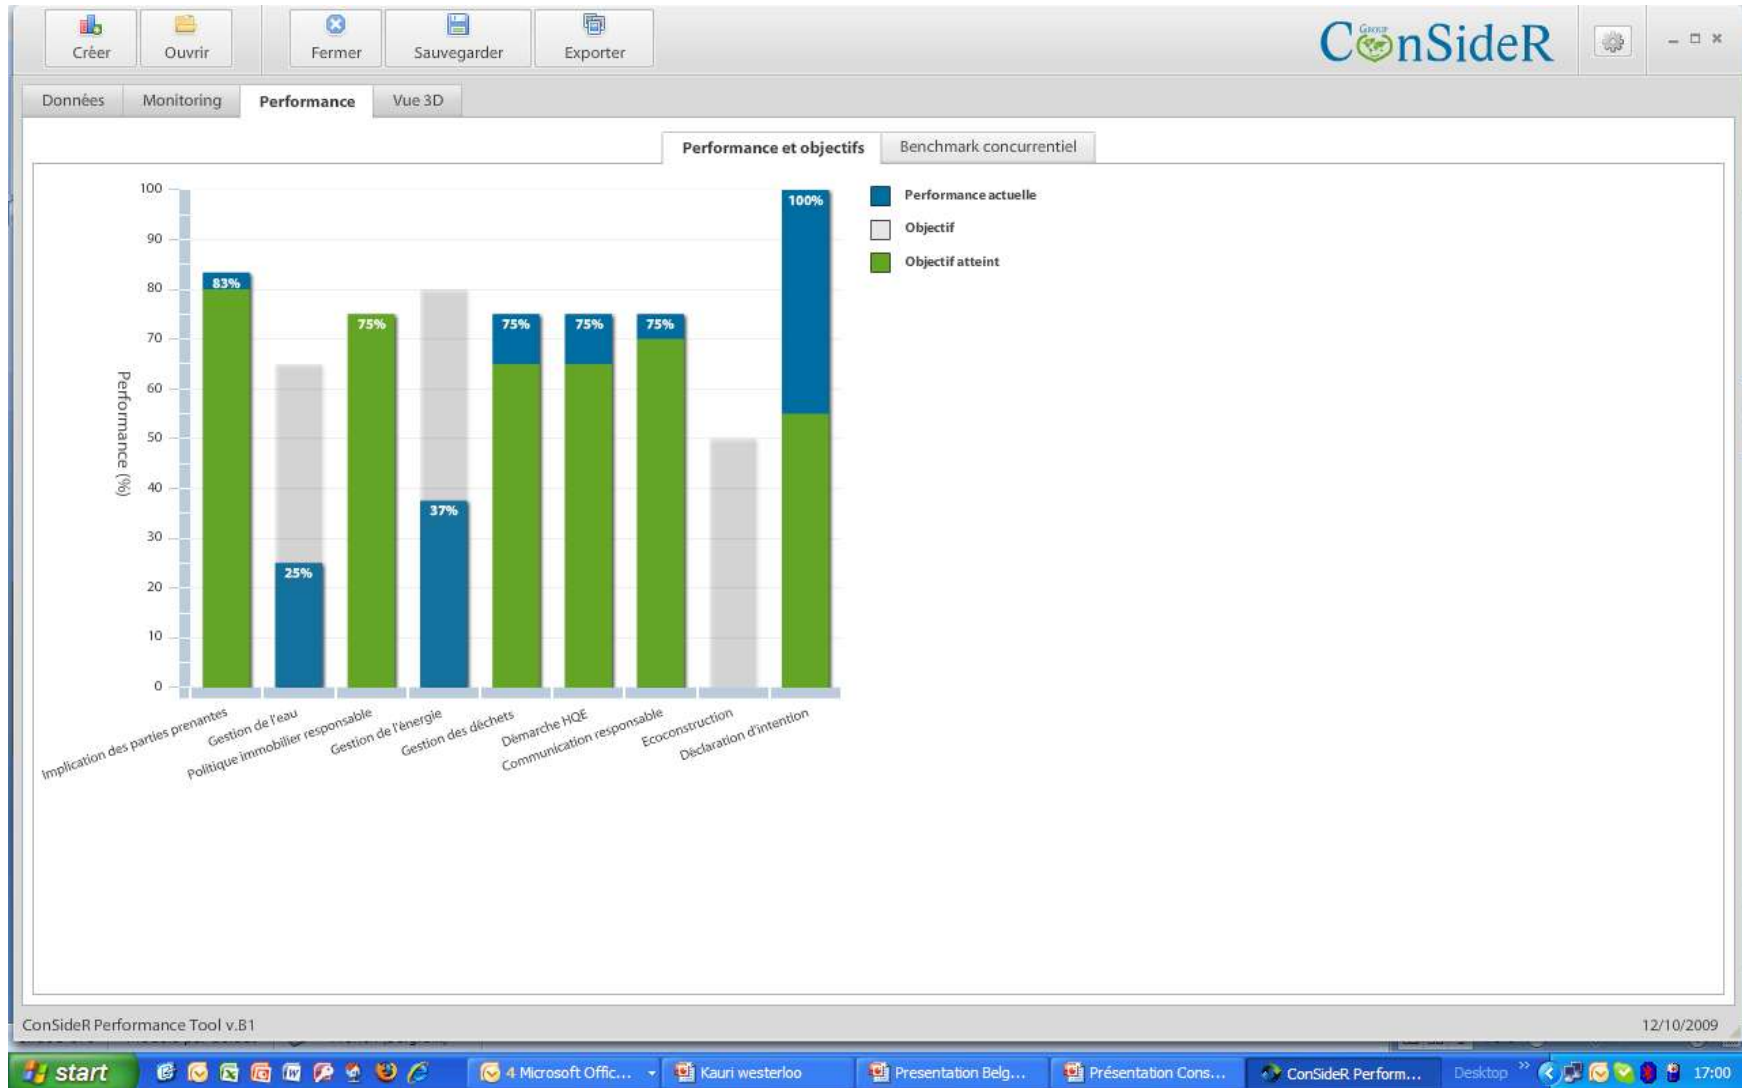 Créer
Ouvrir
Fermer
Sauvegarder
Exporter
GROUP
ConSideR
Données
Monitoring
Performance
Vue 3D
Performance et objectifs
Benchmark concurrentiel
Performance actuelle
Objectif
Objectif atteint
Performance (%)
100
90
80
70
60
50
40
30
20
10
0
83%
25%
75%
37%
75%
75%
75%
100%
Implication des parties prenantes
Gestion de l'eau
Politique immobilier responsable
Gestion de l'énergie
Gestion des déchets
Démarche HQE
Communication responsable
Ecoconstruction
Déclaration d'intention
ConSideR Performance Tool v.B1
12/10/2009
start
4 Microsoft Offic...
Kauri westerloo
Presentation Belg...
Présentation Cons...
ConSideR Perform...
Desktop
17:00